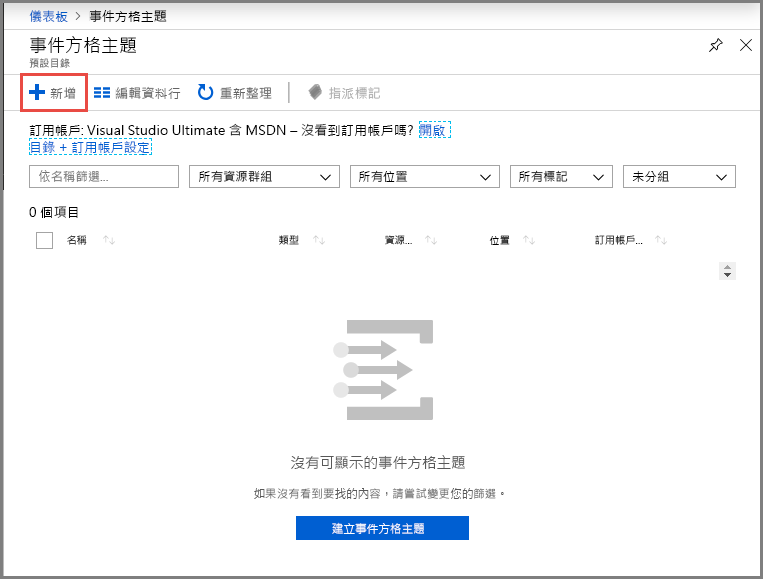 儀表板 > 事件方格主題
事件方格主題
預設目錄
新增 編輯資料行 重新整理 指派標記
訂用帳戶: Visual Studio Ultimate 含 MSDN – 沒看到訂用帳戶嗎? 開啟
目錄 + 訂用帳戶設定
依名稱篩選... 所有資源群組 所有位置 所有標記 未分組
0 個項目
名稱 類型 資源... 位置 訂用帳戶...
沒有可顯示的事件方格主題
如果沒有看到要找的內容，請嘗試變更您的篩選。
建立事件方格主題